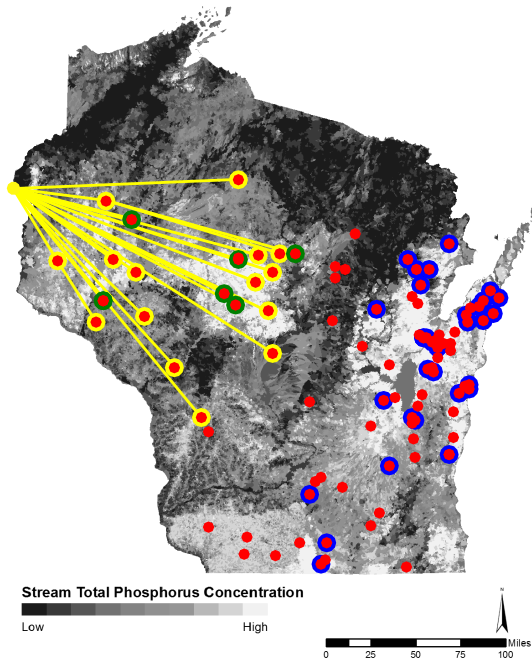 Stream Total Phosphorus Concentration
Low High
N
Miles
0 25 50 75 100